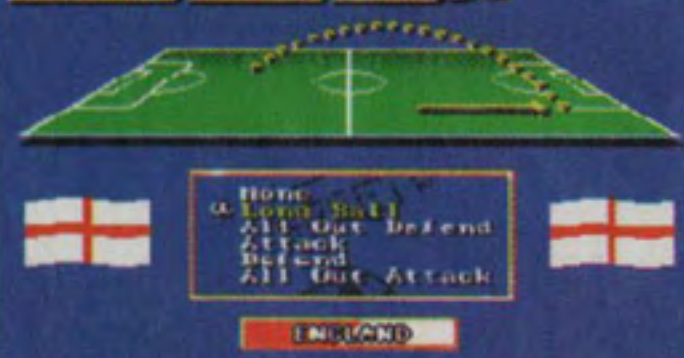 None
Long Ball
All Out Defend
Attack
Defend
All Out Attack
ENGLAND